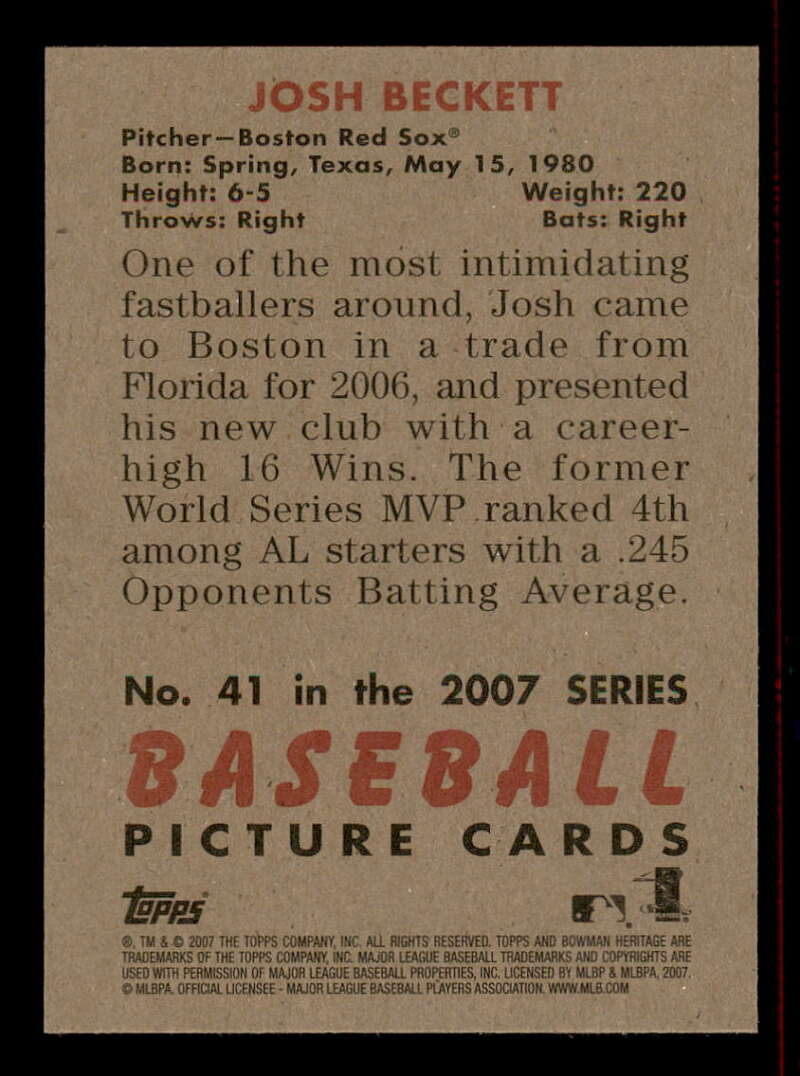 JOSH BECKETT
Pitcher—Boston Red Sox®
Born: Spring, Texas, May 15, 1980
Height: 6-5 Weight: 220
Throws: Right Bats: Right
One of the most intimidating
fastballers around, Josh came
to Boston in a trade from
Florida for 2006, and presented
his new club with a career-
high 16 Wins. The former
World Series MVP ranked 4th
among AL starters with a .245
Opponents Batting Average.
No. 41 in the 2007 SERIES
BASEBALL
PICTURE CARDS
topps
®, TM & © 2007 THE TOPPS COMPANY, INC. ALL RIGHTS RESERVED. TOPPS AND BOWMAN HERITAGE ARE
TRADEMARKS OF THE TOPPS COMPANY, INC. MAJOR LEAGUE BASEBALL TRADEMARKS AND COPYRIGHTS ARE
USED WITH PERMISSION OF MAJOR LEAGUE BASEBALL PROPERTIES, INC. LICENSED BY MLBP & MLBPA, 2007.
© MLBPA. OFFICIAL LICENSEE - MAJOR LEAGUE BASEBALL PLAYERS ASSOCIATION. WWW.MLB.COM